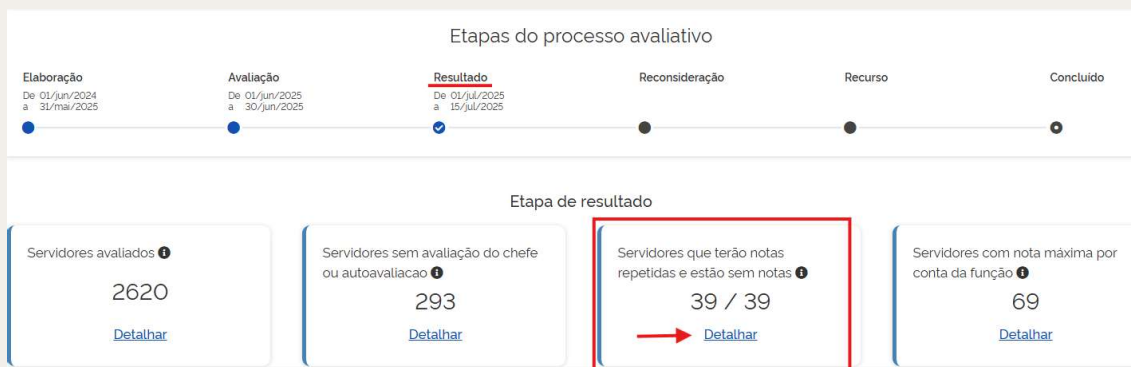 Etapas do processo avaliativo
Elaboração
De 01/jun/2024
a 31/mai/2025
Avaliação
De 01/jun/2025
a 30/jun/2025
Resultado
De 01/jul/2025
a 15/jul/2025
Reconsideração
Recurso
Concluído
Etapa de resultado
Servidores avaliados
2620
Detalhar
Servidores sem avaliação do chefe
ou autoavaliacao
293
Detalhar
Servidores que terão notas
repetidas e estão sem notas
39 / 39
Detalhar
Servidores com nota máxima por
conta da função
69
Detalhar